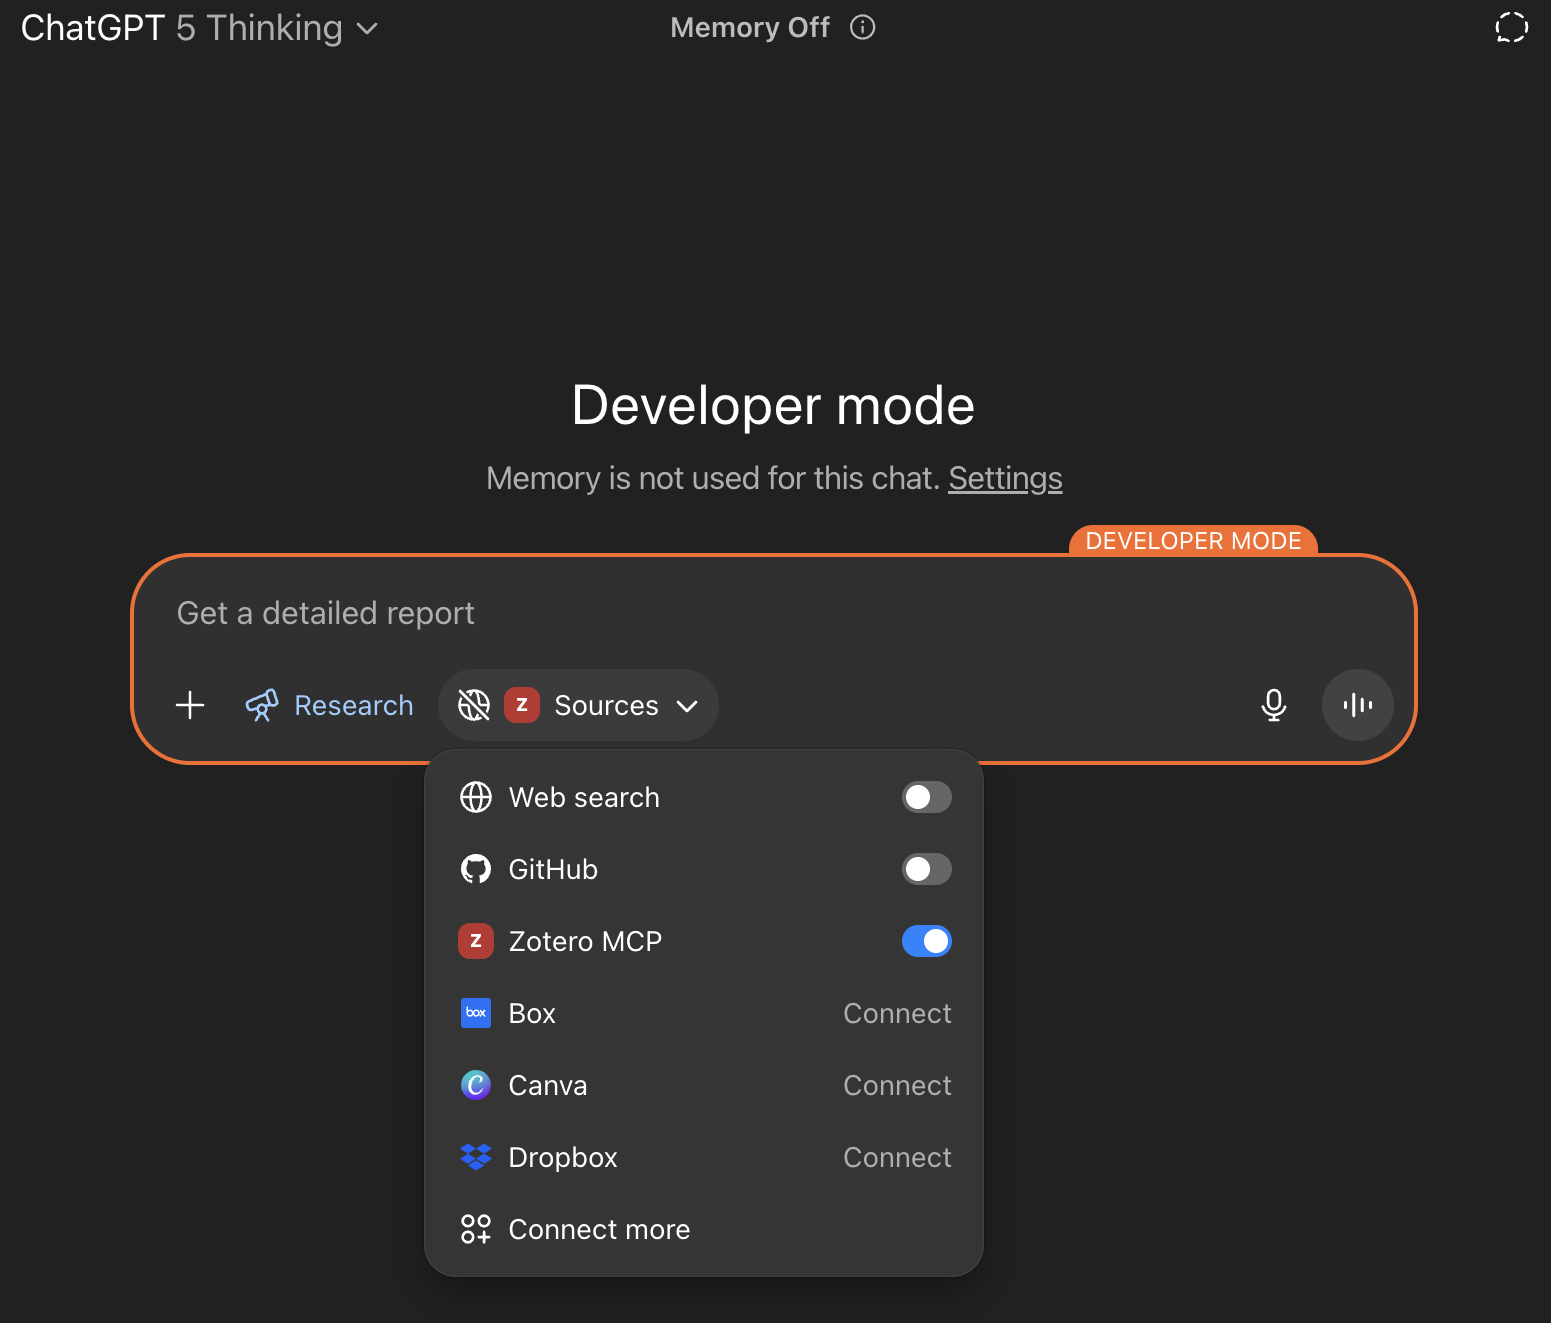 ChatGPT 5 Thinking
Memory Off
Developer mode
Memory is not used for this chat. Settings
DEVELOPER MODE
Get a detailed report
Research
Z Sources
Web search
GitHub
Z Zotero MCP
box Box Connect
C Canva Connect
Dropbox Connect
Connect more